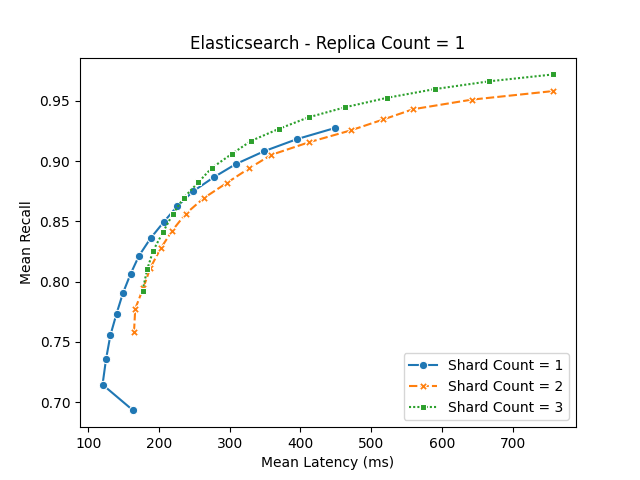 Elasticsearch - Replica Count = 1
Mean Recall
0.95
0.90
0.85
0.80
0.75
0.70
100
200
300
400
500
600
700
Mean Latency (ms)
Shard Count = 1
Shard Count = 2
Shard Count = 3